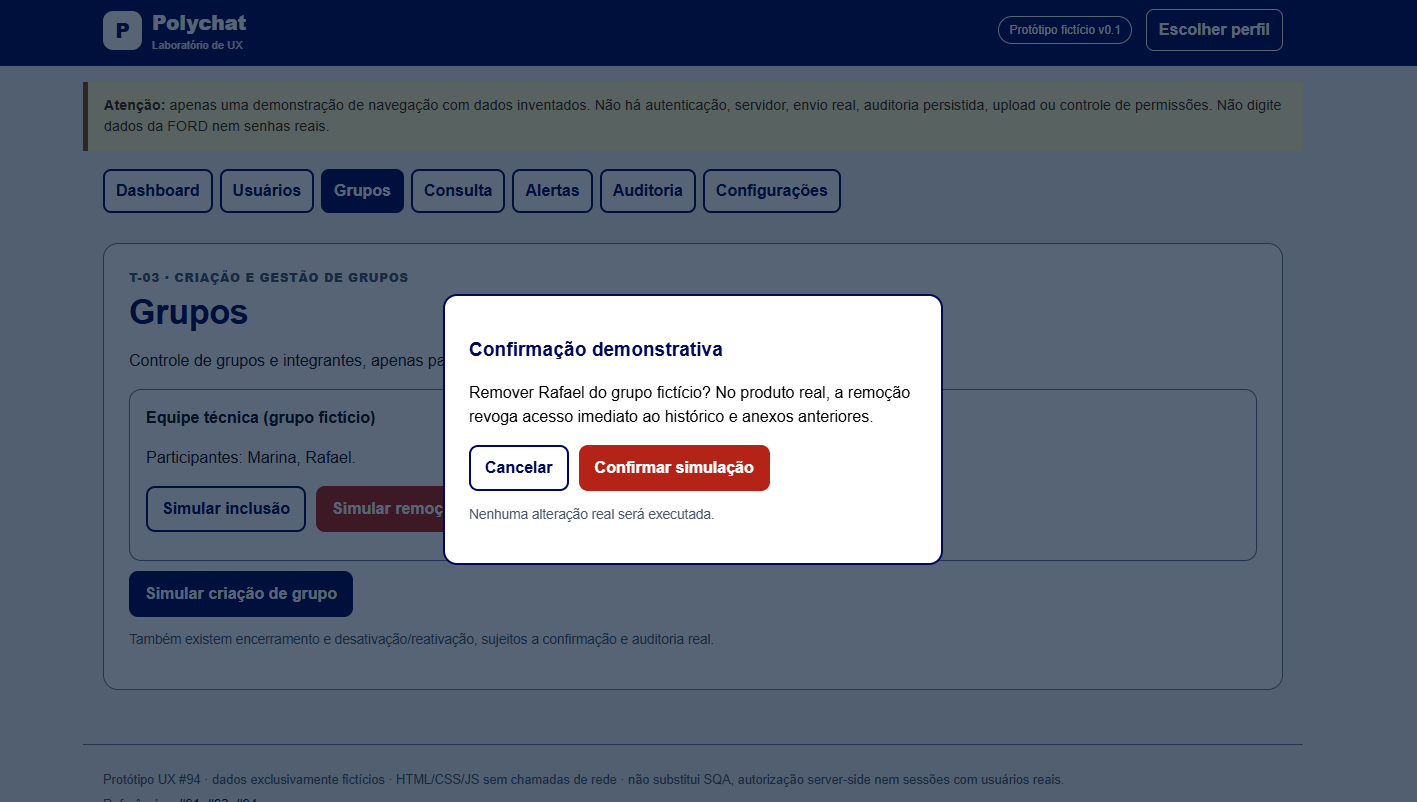 P
Polychat
Laboratório de UX
Protótipo fictício v0.1
Escolher perfil
Atenção: apenas uma demonstração de navegação com dados inventados. Não há autenticação, servidor, envio real, auditoria persistida, upload ou controle de permissões. Não digite
dados da FORD nem senhas reais.
Dashboard
Usuários
Grupos
Consulta
Alertas
Auditoria
Configurações
T-03 • CRIAÇÃO E GESTÃO DE GRUPOS
Grupos
Controle de grupos e integrantes, apenas
Equipe técnica (grupo fictício)
Participantes: Marina, Rafael.
Simular inclusão
Simular
Confirmação demonstrativa
Remover Rafael do grupo fictício? No produto real, a remoção
revoga acesso imediato ao histórico e anexos anteriores.
Cancelar
Confirmar simulação
Nenhuma alteração real será executada.
Simular criação de grupo
Também existem encerramento e desativação/reativação, sujeitos a confirmação e auditoria real.
Protótipo UX #94 · dados exclusivamente fictícios · HTML/CSS/JS sem chamadas de rede · não substitui SQA, autorização server-side nem sessões com usuários reais.